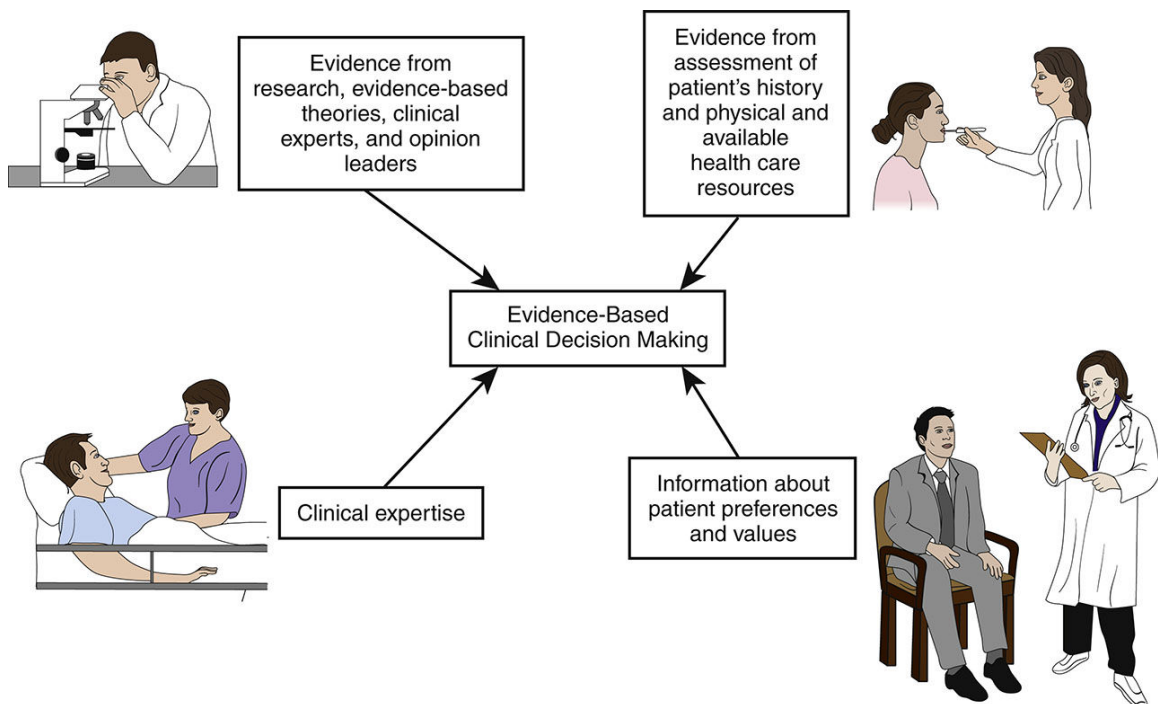 Evidence from
research, evidence-based
theories, clinical
experts, and opinion
leaders
Evidence from
assessment of
patient's history
and physical and
available
health care
resources
Evidence-Based
Clinical Decision Making
Clinical expertise
Information about
patient preferences
and values